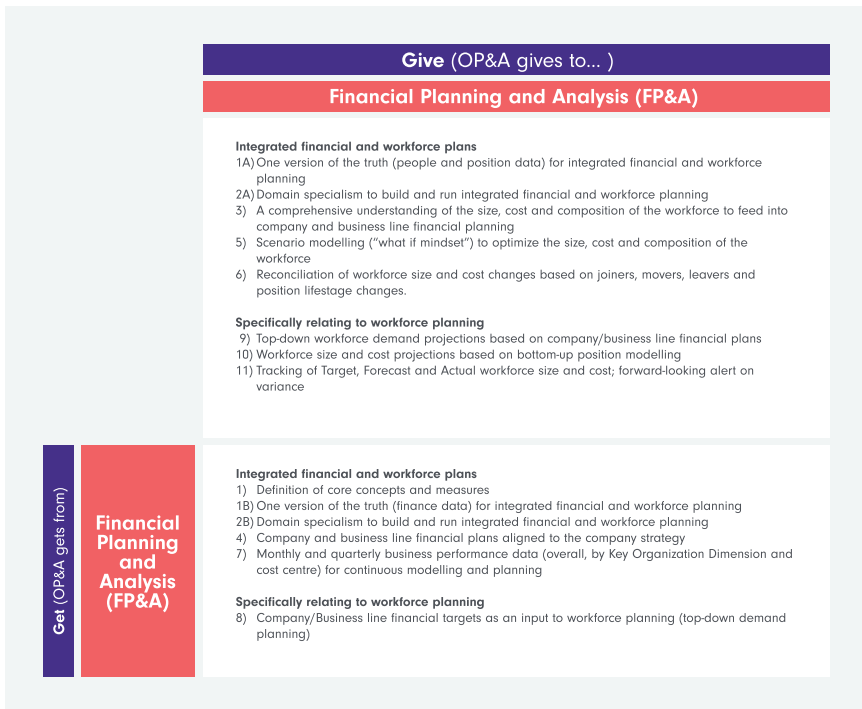 Give (OP&A gives to... )
Financial Planning and Analysis (FP&A)
Integrated financial and workforce plans
1A) One version of the truth (people and position data) for integrated financial and workforce
planning
2A) Domain specialism to build and run integrated financial and workforce planning
3) A comprehensive understanding of the size, cost and composition of the workforce to feed into
company and business line financial planning
5) Scenario modelling (“what if mindset”) to optimize the size, cost and composition of the
workforce
6) Reconciliation of workforce size and cost changes based on joiners, movers, leavers and
position lifestage changes.
Specifically relating to workforce planning
9) Top-down workforce demand projections based on company/business line financial plans
10) Workforce size and cost projections based on bottom-up position modelling
11) Tracking of Target, Forecast and Actual workforce size and cost; forward-looking alert on
variance
Get (OP&A gets from)
Financial
Planning
and
Analysis
(FP&A)
Integrated financial and workforce plans
1) Definition of core concepts and measures
1B) One version of the truth (finance data) for integrated financial and workforce planning
2B) Domain specialism to build and run integrated financial and workforce planning
4) Company and business line financial plans aligned to the company strategy
7) Monthly and quarterly business performance data (overall, by Key Organization Dimension and
cost centre) for continuous modelling and planning
Specifically relating to workforce planning
8) Company/Business line financial targets as an input to workforce planning (top-down demand
planning)